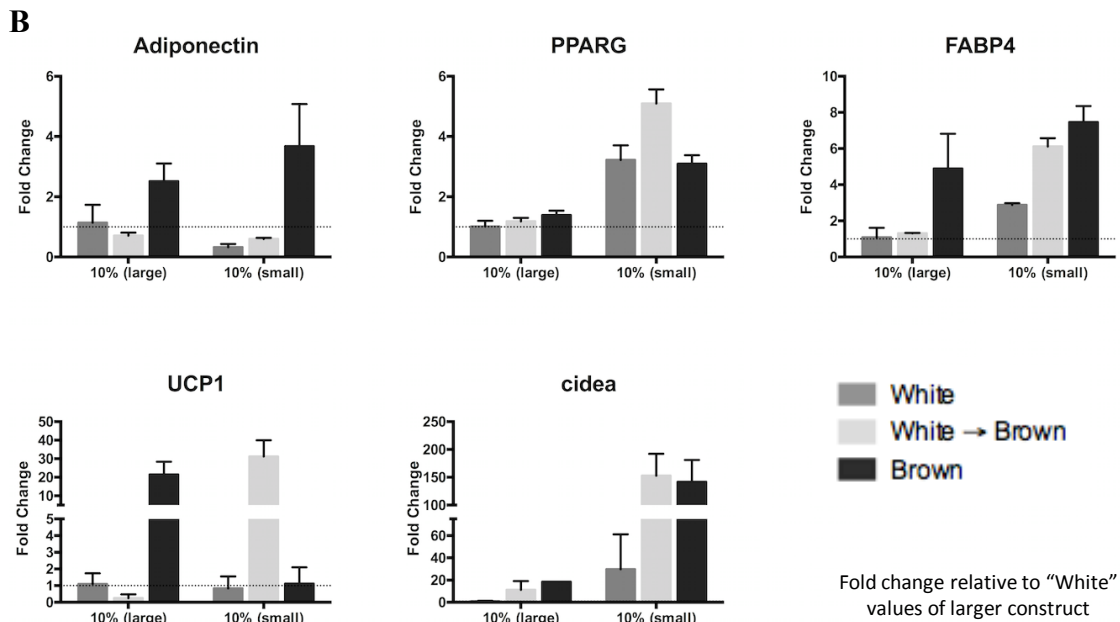 B
Adiponectin
Fold Change
6
4
2
0
10% (large)
10% (small)
PPARG
Fold Change
6
4
2
0
10% (large)
10% (small)
FABP4
Fold Change
10
8
6
4
2
0
10% (large)
10% (small)
UCP1
Fold Change
50
40
30
20
10
5
4
3
2
1
0
10% (large)
10% (small)
cidea
Fold Change
250
200
150
100
60
40
20
0
10% (large)
10% (small)
White
White → Brown
Brown
Fold change relative to “White”
values of larger construct